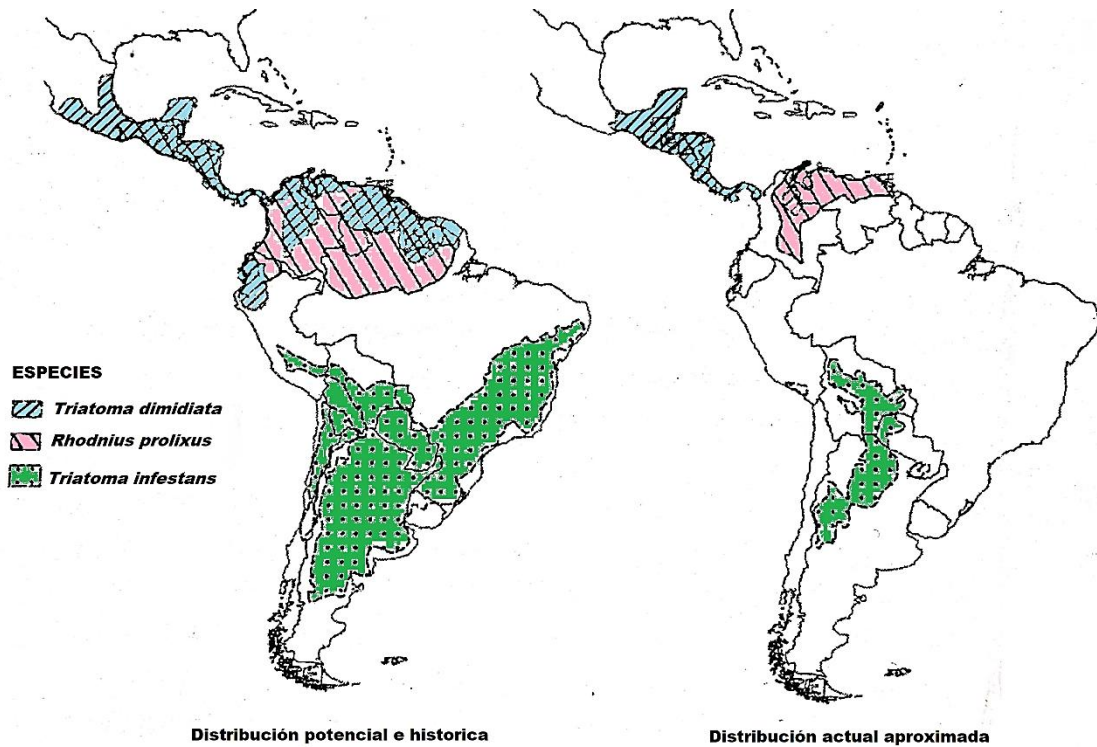 ESPECIES
Triatoma dimidiata
Rhodnius prolixus
Triatoma infestans
Distribución potencial e historica
Distribución actual aproximada